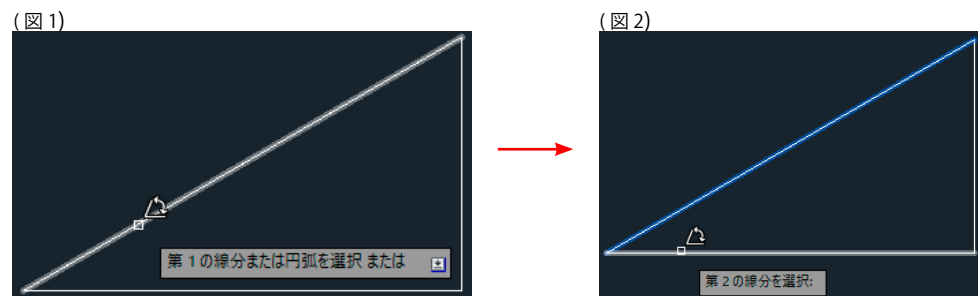 (図1)
(図2)
第 1 の線分または円弧を選択 または
第 2 の線分を選択: